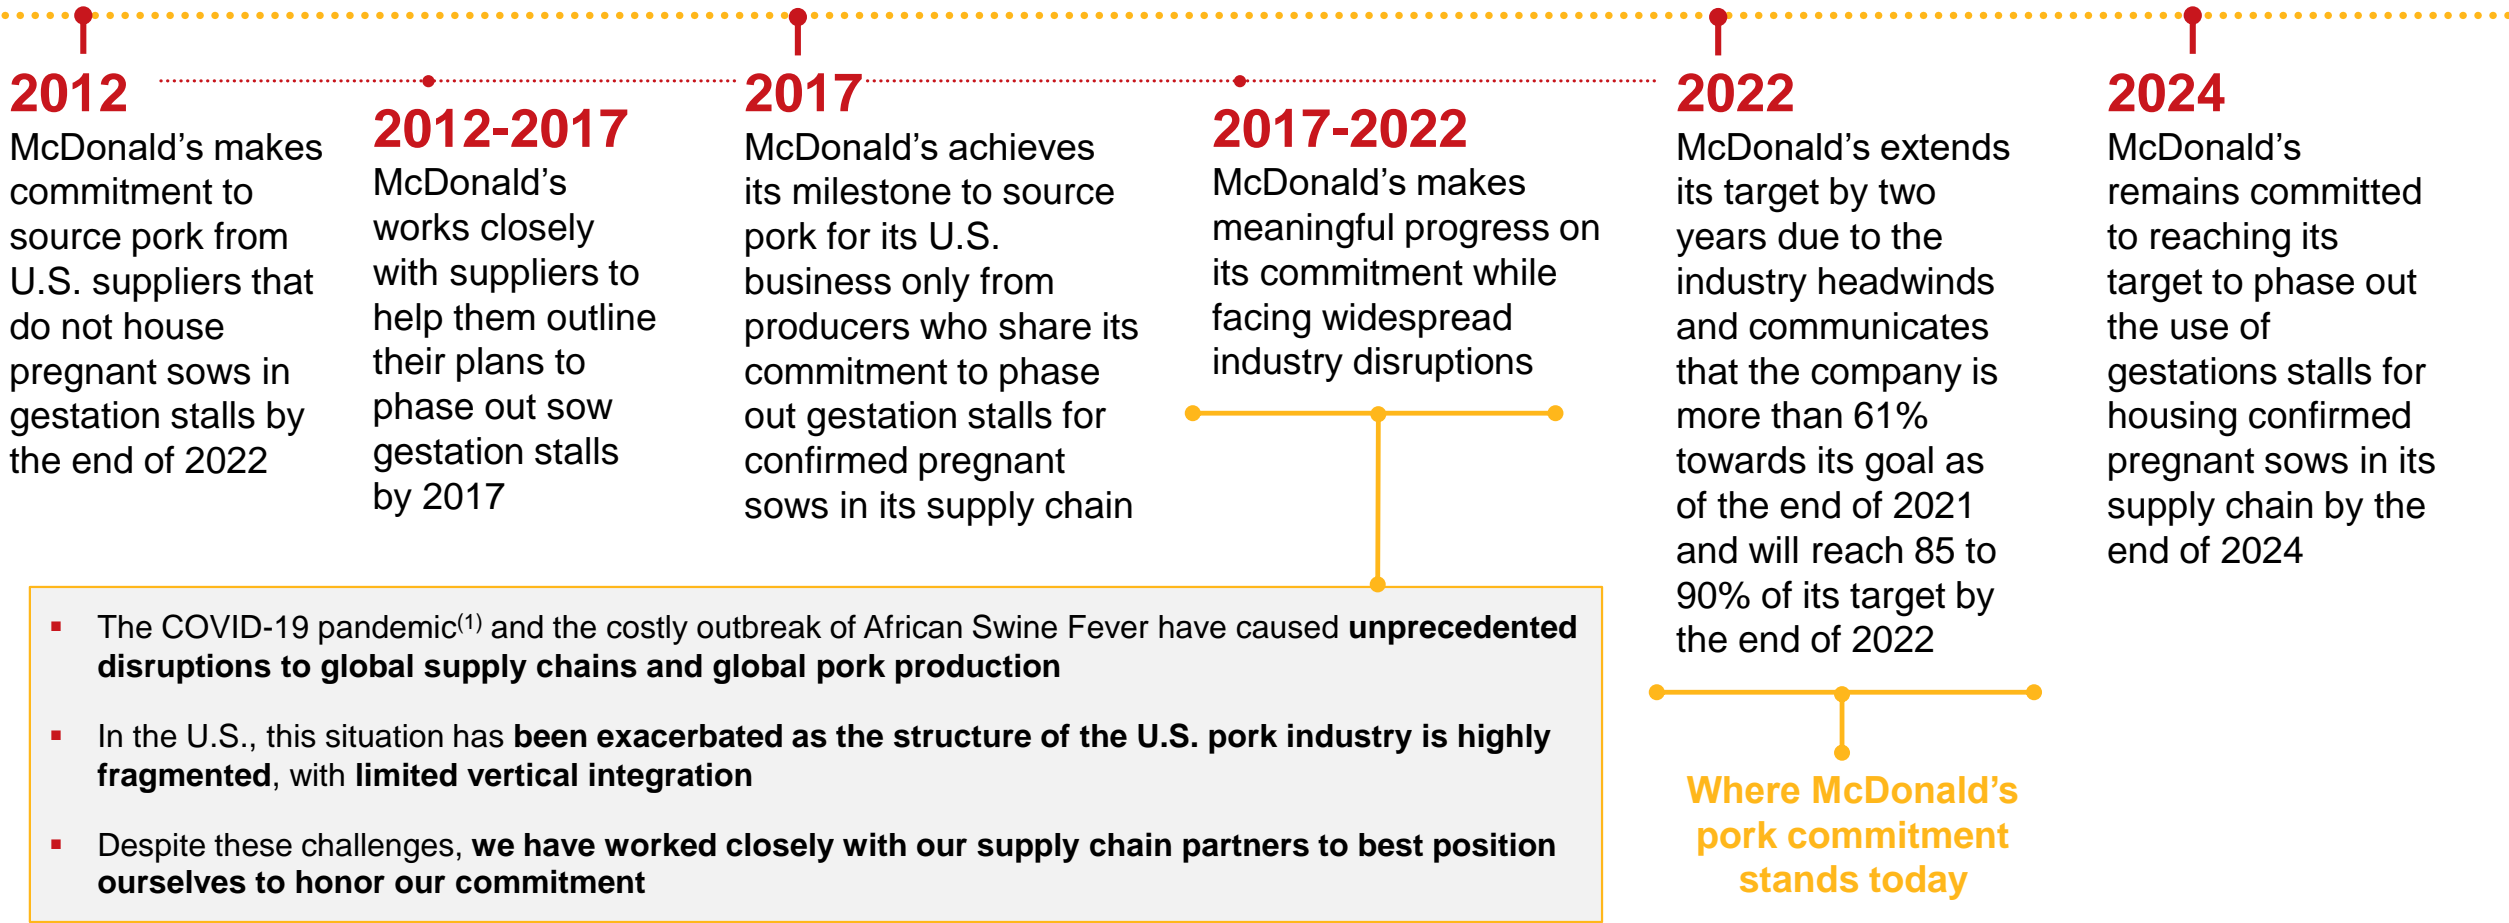 2012
McDonald's makes
commitment to
source pork from
U.S. suppliers that
do not house
pregnant sows in
gestation stalls by
the end of 2022
2012-2017
McDonald's
works closely
with suppliers to
help them outline
their plans to
phase out sow
gestation stalls
by 2017
2017
McDonald's achieves
its milestone to source
pork for its U.S.
business only from
producers who share its
commitment to phase
out gestation stalls for
confirmed pregnant
sows in its supply chain
2017-2022
McDonald's makes
meaningful progress on
its commitment while
facing widespread
industry disruptions
2022
McDonald's extends
its target by two
years due to the
industry headwinds
and communicates
that the company is
more than 61%
towards its goal as
of the end of 2021
and will reach 85 to
90% of its target by
the end of 2022
2024
McDonald's
remains committed
to reaching its
target to phase out
the use of
gestations stalls for
housing confirmed
pregnant sows in its
supply chain by the
end of 2024
▪ The COVID-19 pandemic(1) and the costly outbreak of African Swine Fever have caused unprecedented
disruptions to global supply chains and global pork production
▪ In the U.S., this situation has been exacerbated as the structure of the U.S. pork industry is highly
fragmented, with limited vertical integration
▪ Despite these challenges, we have worked closely with our supply chain partners to best position
ourselves to honor our commitment
Where McDonald's
pork commitment
stands today